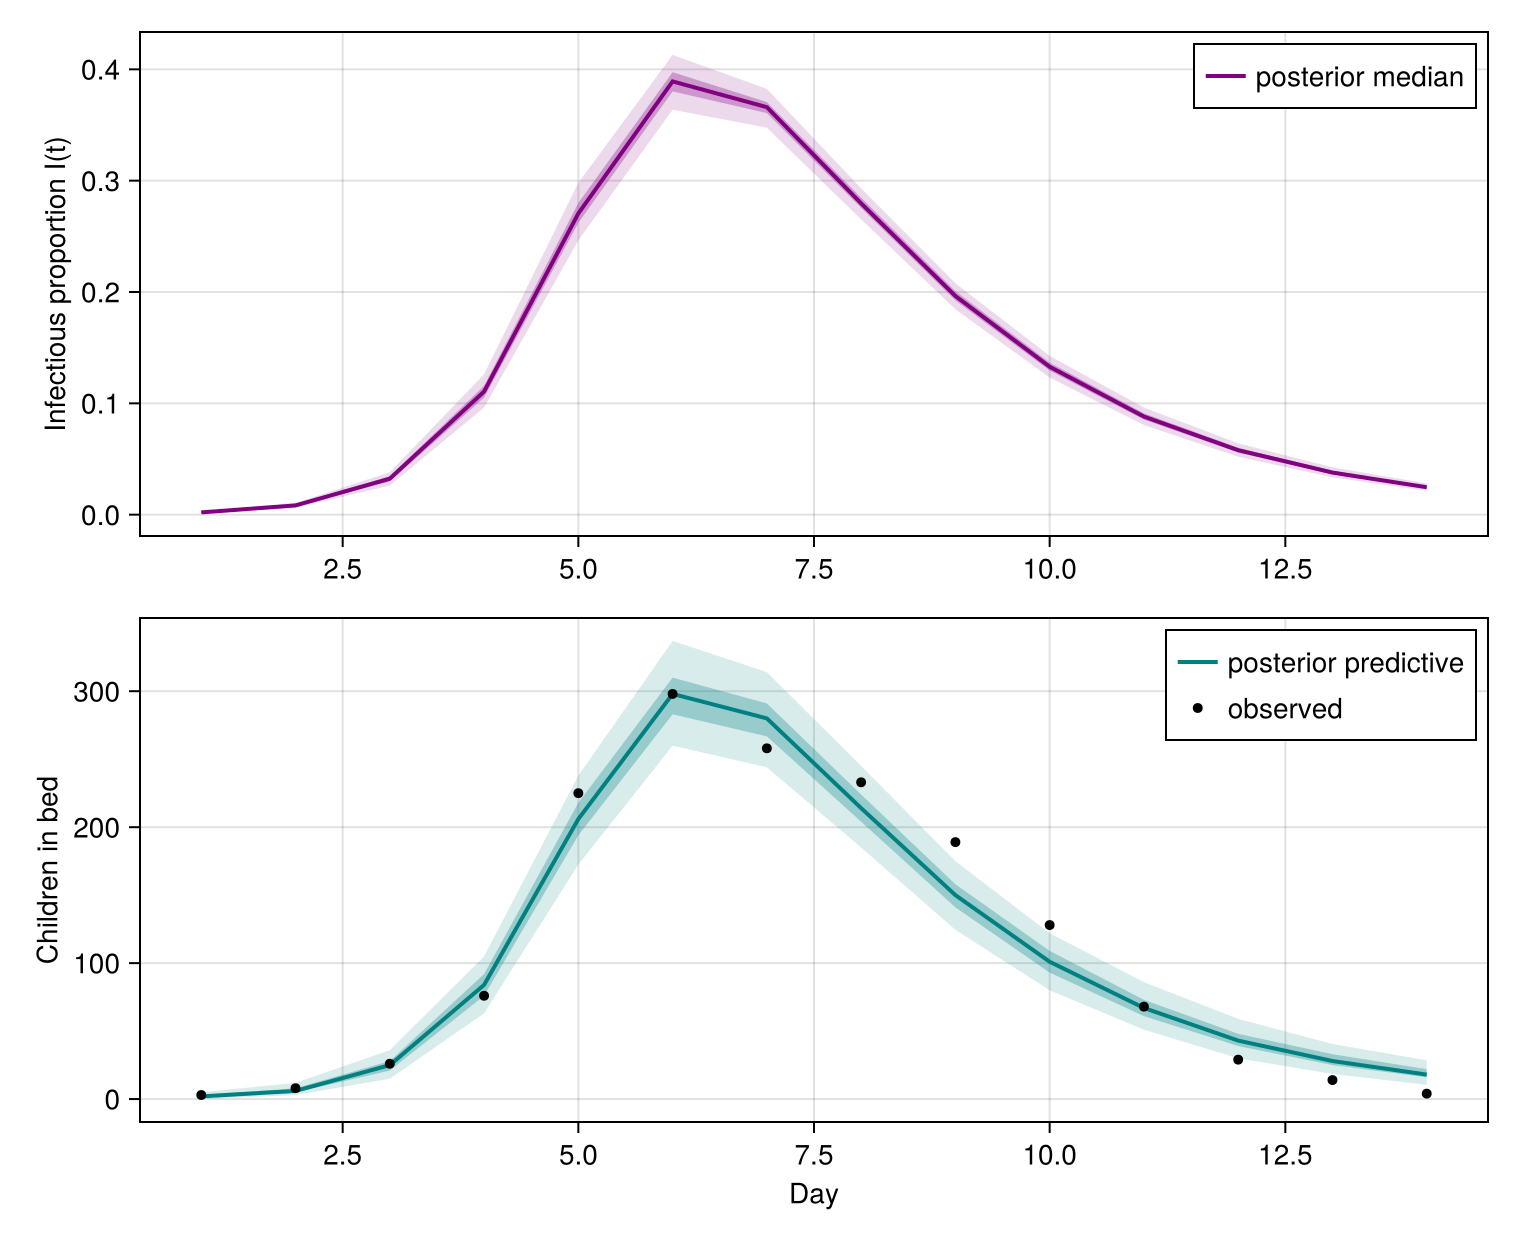 Infectious proportion I(t)
0.4
0.3
0.2
0.1
0.0
posterior median
2.5 5.0 7.5 10.0 12.5
Children in bed
300
200
100
0
posterior predictive
observed
2.5 5.0 7.5 10.0 12.5
Day